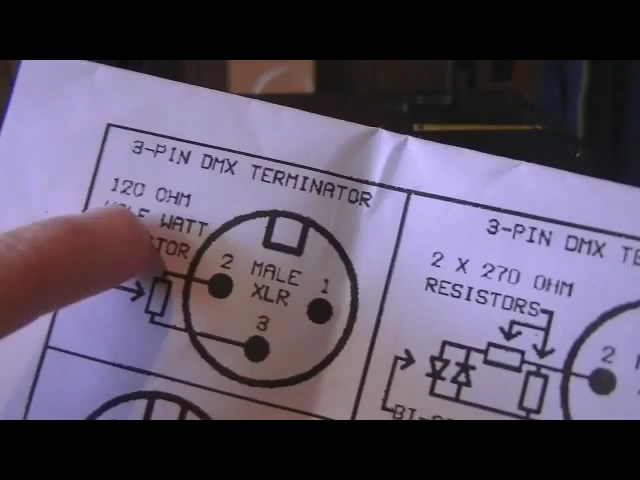 3-PIN DMX TERMINATOR
120 OHM
WATT
2 MALE 1
XLR
3
3-PIN DMX
2 X 270 OHM
RESISTORS
2